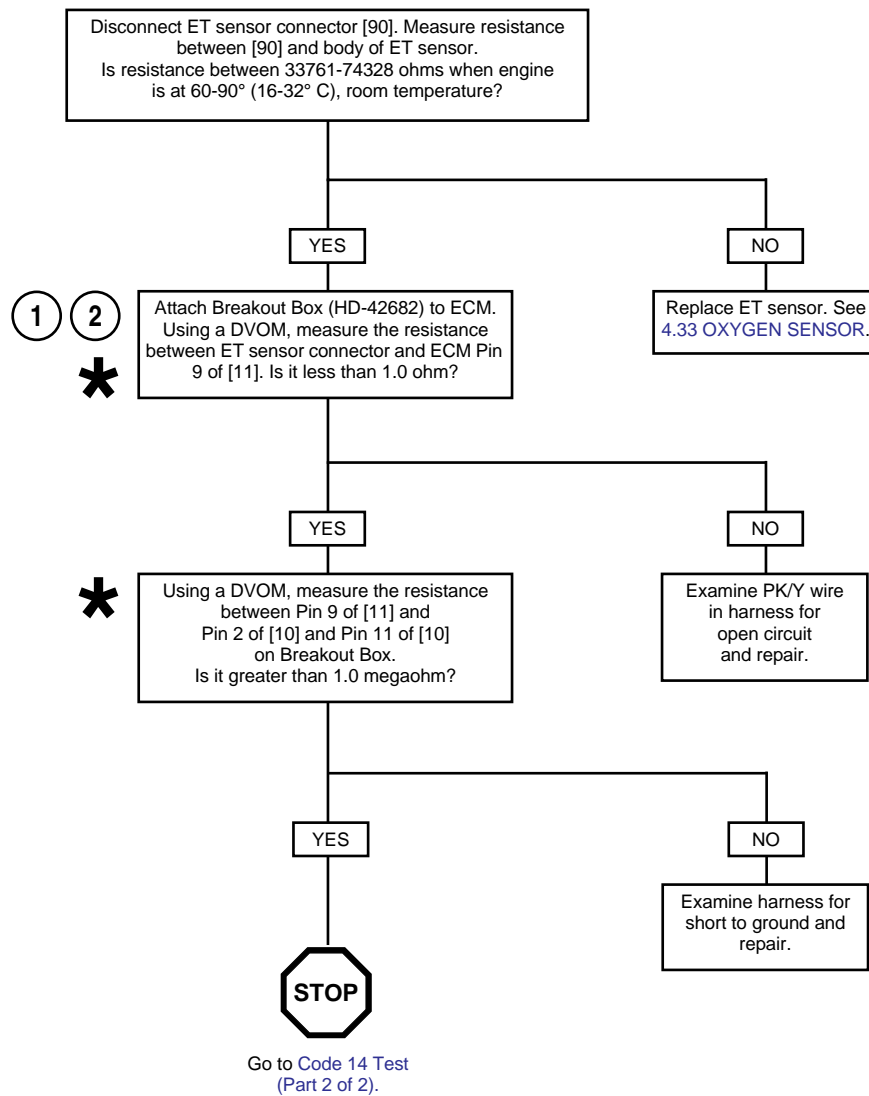 Disconnect ET sensor connector [90]. Measure resistance
between [90] and body of ET sensor.
Is resistance between 33761-74328 ohms when engine
is at 60-90° (16-32° C), room temperature?
YES
NO
1
2
*
Attach Breakout Box (HD-42682) to ECM.
Using a DVOM, measure the resistance
between ET sensor connector and ECM Pin
9 of [11]. Is it less than 1.0 ohm?
Replace ET sensor. See
4.33 OXYGEN SENSOR.
YES
NO
*
Using a DVOM, measure the resistance
between Pin 9 of [11] and
Pin 2 of [10] and Pin 11 of [10]
on Breakout Box.
Is it greater than 1.0 megaohm?
Examine PK/Y wire
in harness for
open circuit
and repair.
YES
NO
Examine harness for
short to ground and
repair.
STOP
Go to Code 14 Test
(Part 2 of 2).